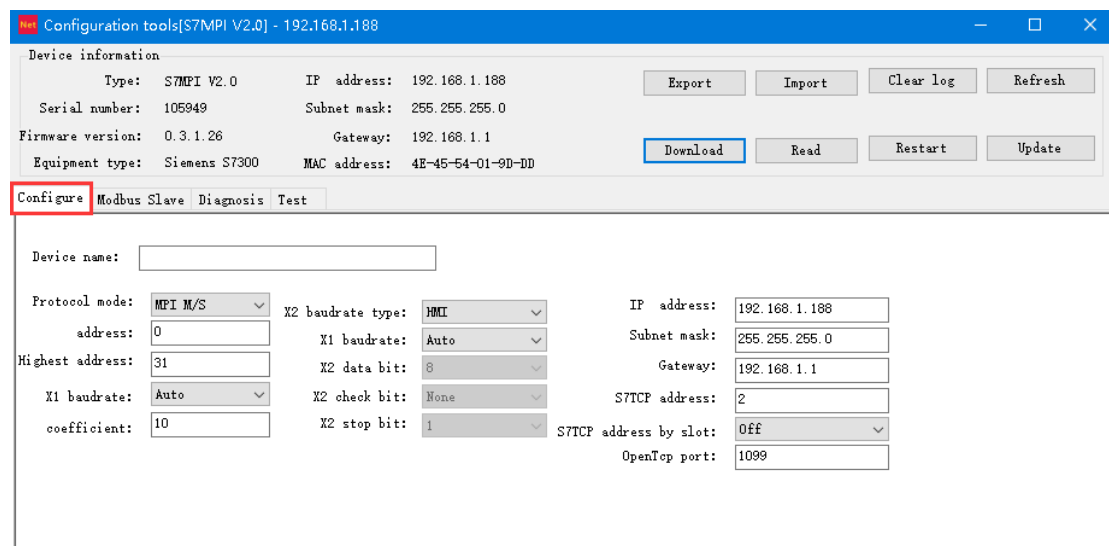 Net Configuration tools[S7MPI V2.0] - 192.168.1.188
Device information
Type: S7MPI V2.0 IP address: 192.168.1.188 Export Import Clear log Refresh
Serial number: 105949 Subnet mask: 255.255.255.0
Firmware version: 0.3.1.26 Gateway: 192.168.1.1 Download Read Restart Update
Equipment type: Siemens S7300 MAC address: 4E-45-54-01-9D-DD
Configure Modbus Slave Diagnosis Test
Device name:
Protocol mode: MPI M/S X2 baudrate type: HMI IP address: 192.168.1.188
address: 0 X1 baudrate: Auto Subnet mask: 255.255.255.0
Highest address: 31 X2 data bit: 8 Gateway: 192.168.1.1
X1 baudrate: Auto X2 check bit: None S7TCP address: 2
coefficient: 10 X2 stop bit: 1 S7TCP address by slot: Off
OpenTcp port: 1099